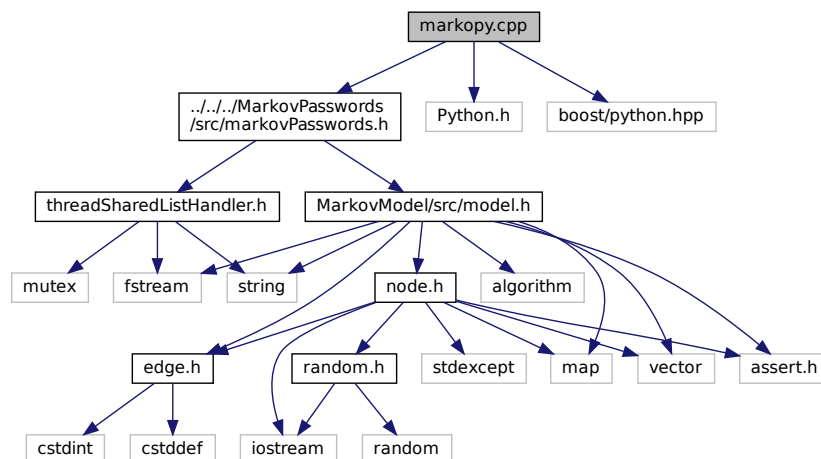 markopy.cpp
../../../MarkovPasswords
/src/markovPasswords.h
Python.h
boost/python.hpp
threadSharedListHandler.h
MarkovModel/src/model.h
mutex
fstream
string
node.h
algorithm
edge.h
random.h
stdexcept
map
vector
assert.h
cstdint
cstddef
iostream
random